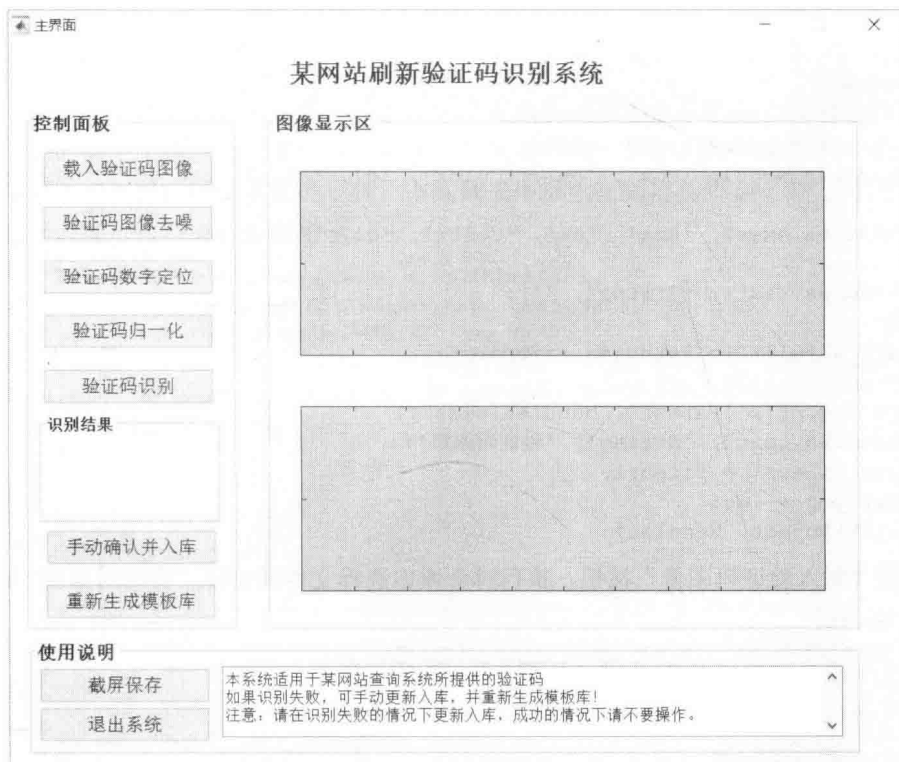 主界面
某网站刷新验证码识别系统
控制面板
图像显示区
载入验证码图像
验证码图像去噪
验证码数字定位
验证码归一化
验证码识别
识别结果
手动确认并入库
重新生成模板库
使用说明
截屏保存
退出系统
本系统适用于某网站查询系统所提供的验证码
如果识别失败，可手动更新入库，并重新生成模板库！
注意：请在识别失败的情况下更新入库，成功的情况下请不要操作。